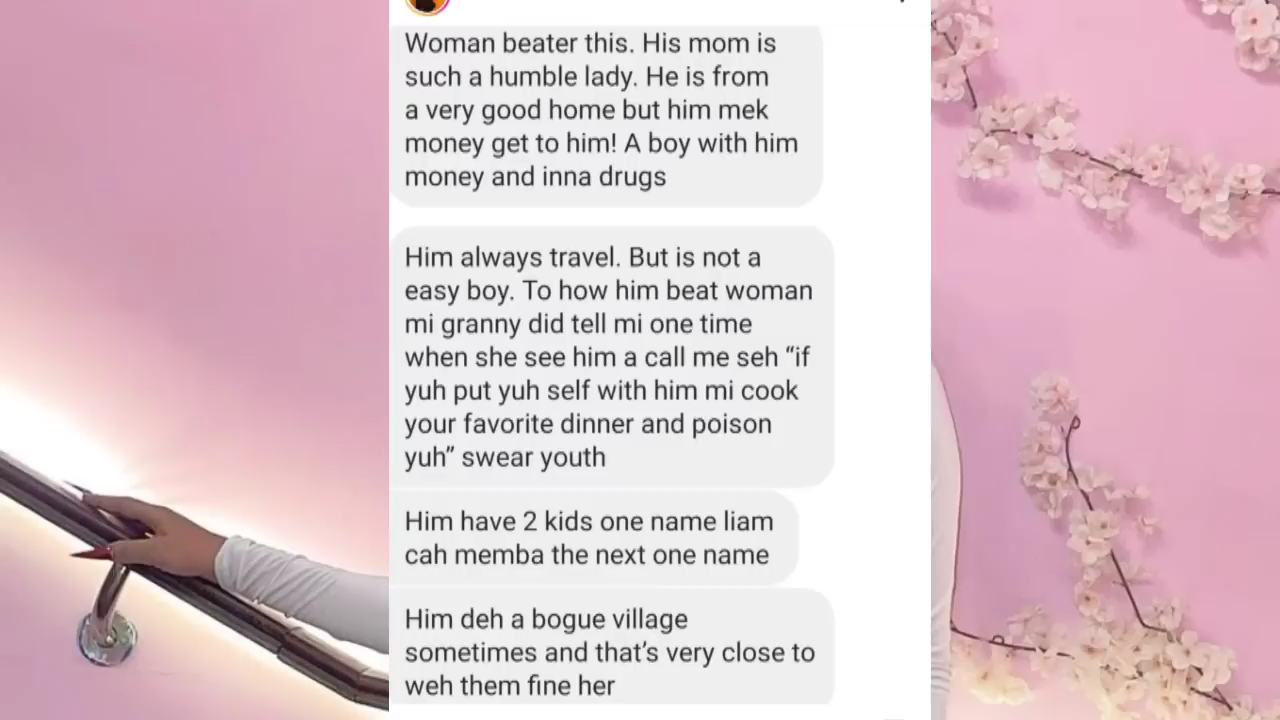 Woman beater this. His mom is
such a humble lady. He is from
a very good home but him mek
money get to him! A boy with him
money and inna drugs
Him always travel. But is not a
easy boy. To how him beat woman
mi granny did tell mi one time
when she see him a call me seh “if
yuh put yuh self with him mi cook
your favorite dinner and poison
yuh” swear youth
Him have 2 kids one name liam
cah memba the next one name
Him deh a bogue village
sometimes and that’s very close to
weh them fine her